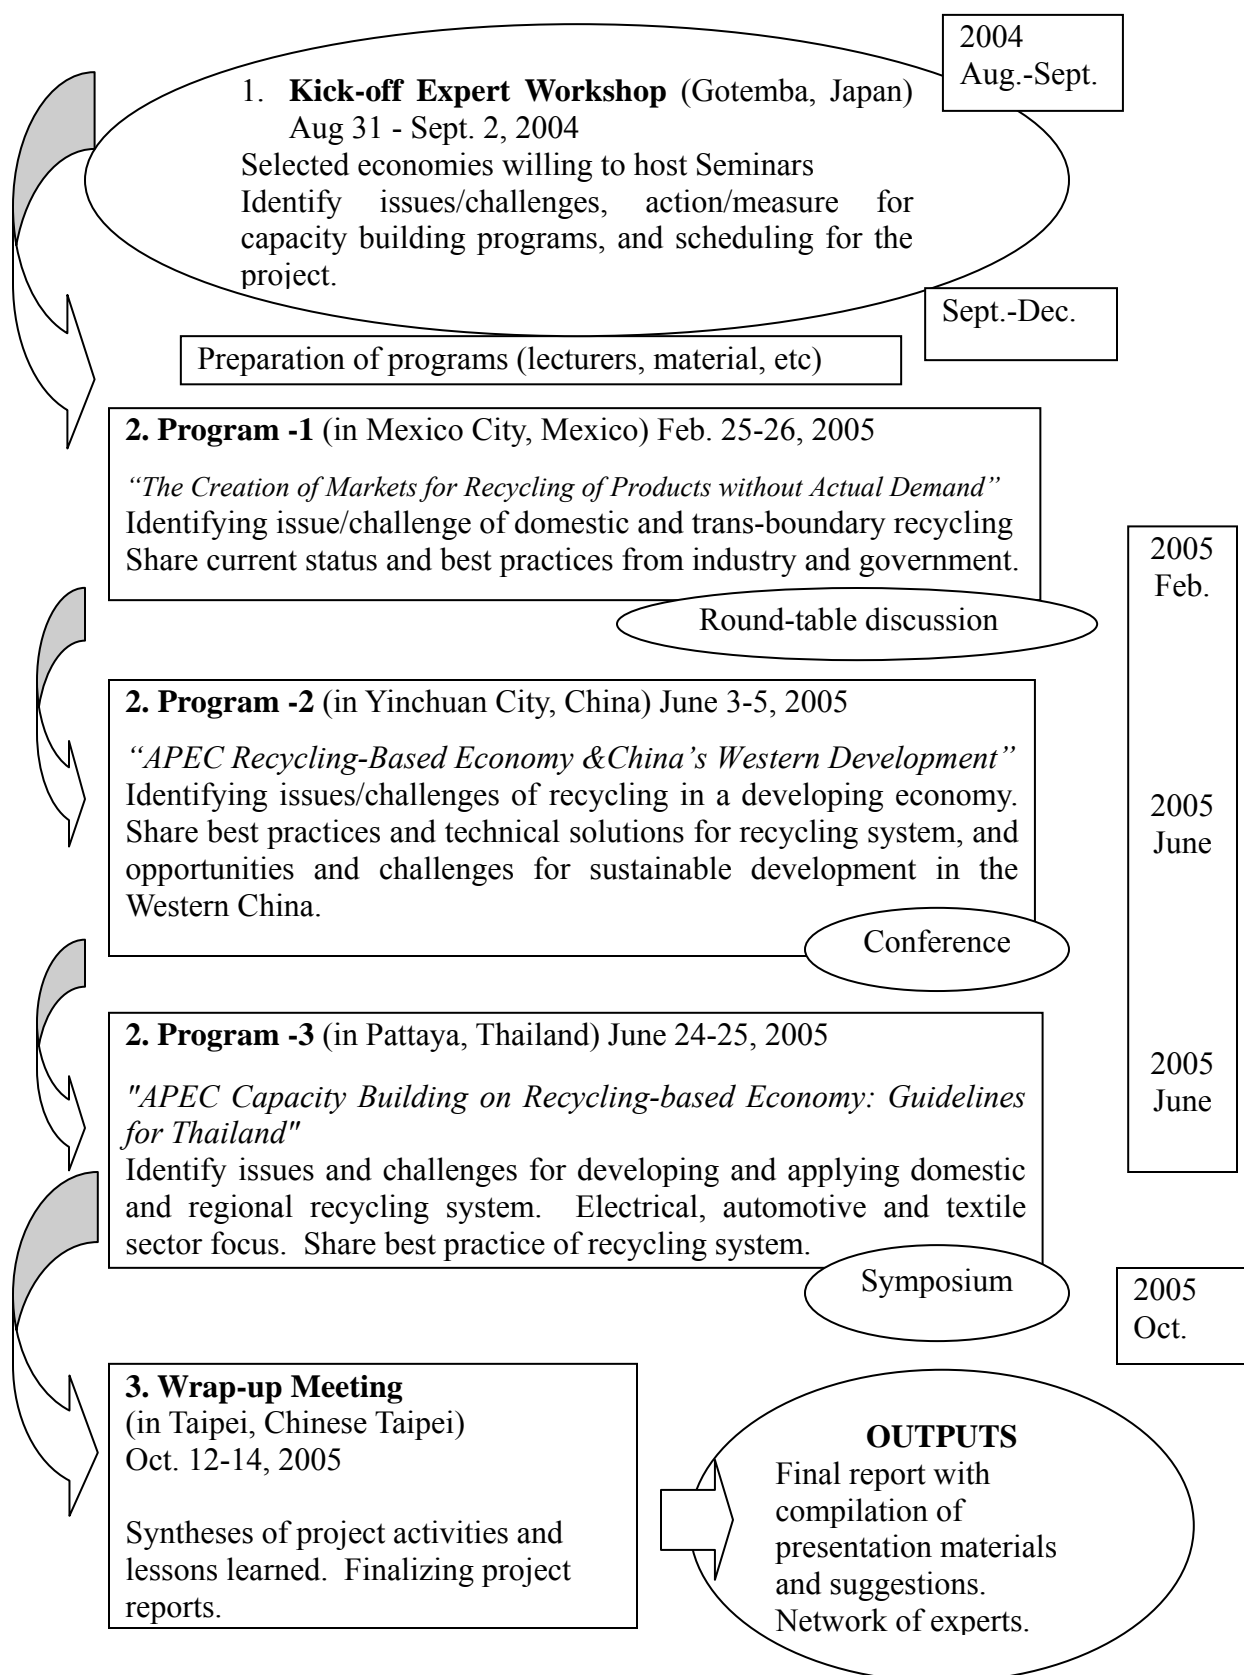 2004
Aug.-Sept.
1. Kick-off Expert Workshop (Gotemba, Japan)
Aug 31 - Sept. 2, 2004
Selected economies willing to host Seminars
Identify issues/challenges, action/measure for
capacity building programs, and scheduling for the
project.
Sept.-Dec.
Preparation of programs (lecturers, material, etc)
2. Program -1 (in Mexico City, Mexico) Feb. 25-26, 2005
“The Creation of Markets for Recycling of Products without Actual Demand”
Identifying issue/challenge of domestic and trans-boundary recycling
Share current status and best practices from industry and government.
2005
Feb.
Round-table discussion
2. Program -2 (in Yinchuan City, China) June 3-5, 2005
“APEC Recycling-Based Economy &China’s Western Development”
Identifying issues/challenges of recycling in a developing economy.
Share best practices and technical solutions for recycling system, and
opportunities and challenges for sustainable development in the
Western China.
2005
June
Conference
2. Program -3 (in Pattaya, Thailand) June 24-25, 2005
"APEC Capacity Building on Recycling-based Economy: Guidelines
for Thailand"
Identify issues and challenges for developing and applying domestic
and regional recycling system. Electrical, automotive and textile
sector focus. Share best practice of recycling system.
2005
June
Symposium
2005
Oct.
3. Wrap-up Meeting
(in Taipei, Chinese Taipei)
Oct. 12-14, 2005
Syntheses of project activities and
lessons learned. Finalizing project
reports.
OUTPUTS
Final report with
compilation of
presentation materials
and suggestions.
Network of experts.